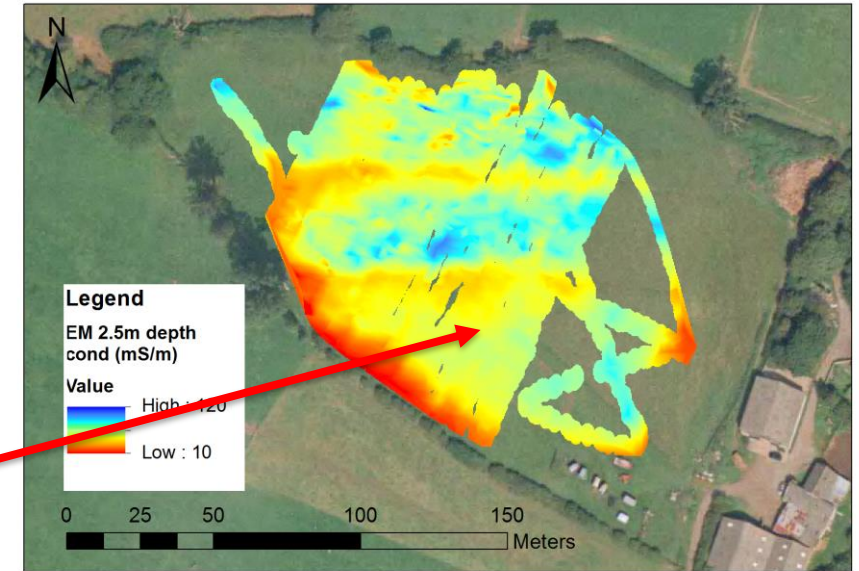 N
Legend
EM 2.5m depth
cond (mS/m)
Value
High : 120
Low : 10
0 25 50 100 150
Meters